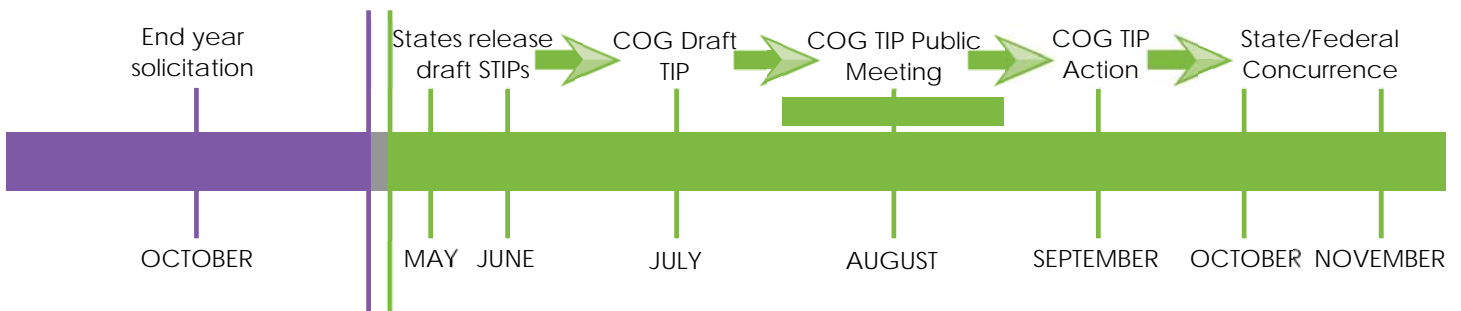 End year
solicitation
States release
draft STIPs
COG Draft
TIP
COG TIP Public
Meeting
COG TIP
Action
State/Federal
Concurrence
OCTOBER
MAY
JUNE
JULY
AUGUST
SEPTEMBER
OCTOBER
NOVEMBER